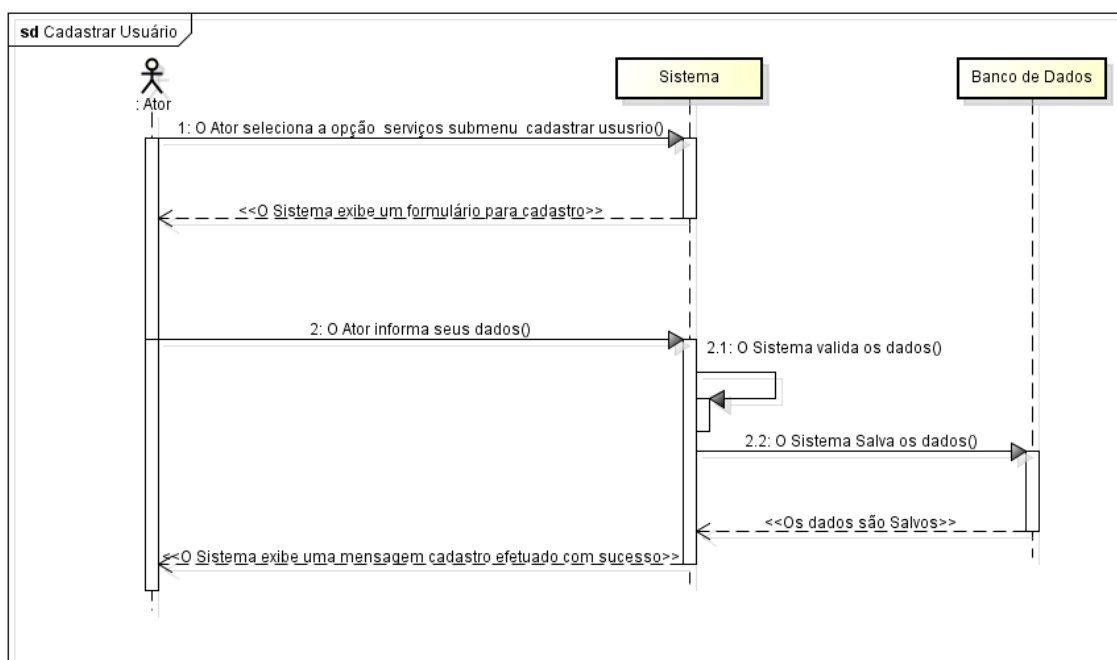 sd Cadastrar Usuário
: Ator
Sistema
Banco de Dados
1: O Ator seleciona a opção serviços submenu cadastrar ususrio()
<<O Sistema exibe um formulário para cadastro>>
2: O Ator informa seus dados()
2.1: O Sistema valida os dados()
2.2: O Sistema Salva os dados()
<<Os dados são Salvos>>
<<O Sistema exibe uma mensagem cadastro efetuado com sucesso>>